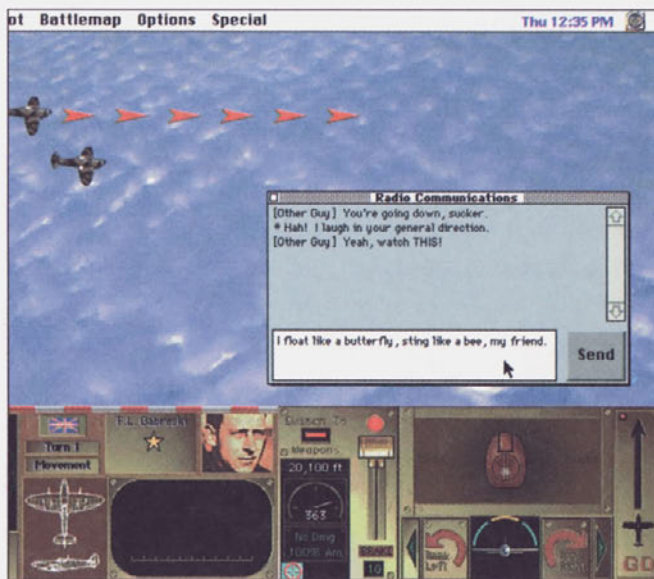 ot Battlemap Options Special Thu 12:35 PM
Radio Communications
[Other Guy] You're going down, sucker.
* Hah! I laugh in your general direction.
[Other Guy] Yeah, watch THIS!
I float like a butterfly, sting like a bee, my friend.
Send
Turn 1
Movement
Weapons
20,100 ft
363
No Dmg
100% Am
10
Left
GO